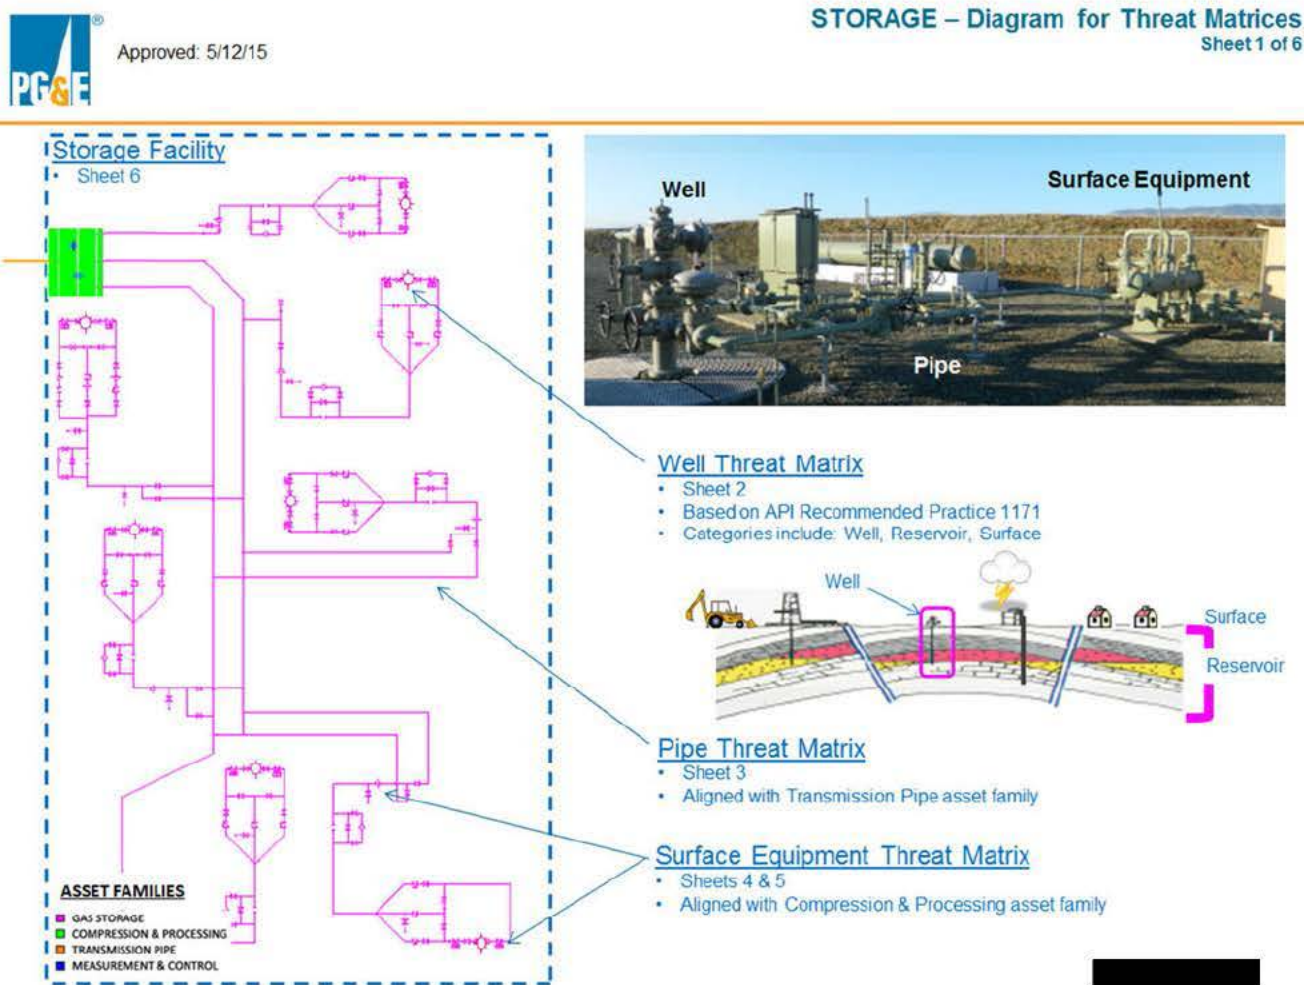 PG&E®
Approved: 5/12/15
STORAGE – Diagram for Threat Matrices
Sheet 1 of 6
Storage Facility
• Sheet 6
Well
Surface Equipment
Pipe
Well Threat Matrix
• Sheet 2
• Based on API Recommended Practice 1171
• Categories include: Well, Reservoir, Surface
Well
Surface
Reservoir
Pipe Threat Matrix
• Sheet 3
• Aligned with Transmission Pipe asset family
Surface Equipment Threat Matrix
• Sheets 4 & 5
• Aligned with Compression & Processing asset family
ASSET FAMILIES
GAS STORAGE
COMPRESSION & PROCESSING
TRANSMISSION PIPE
MEASUREMENT & CONTROL